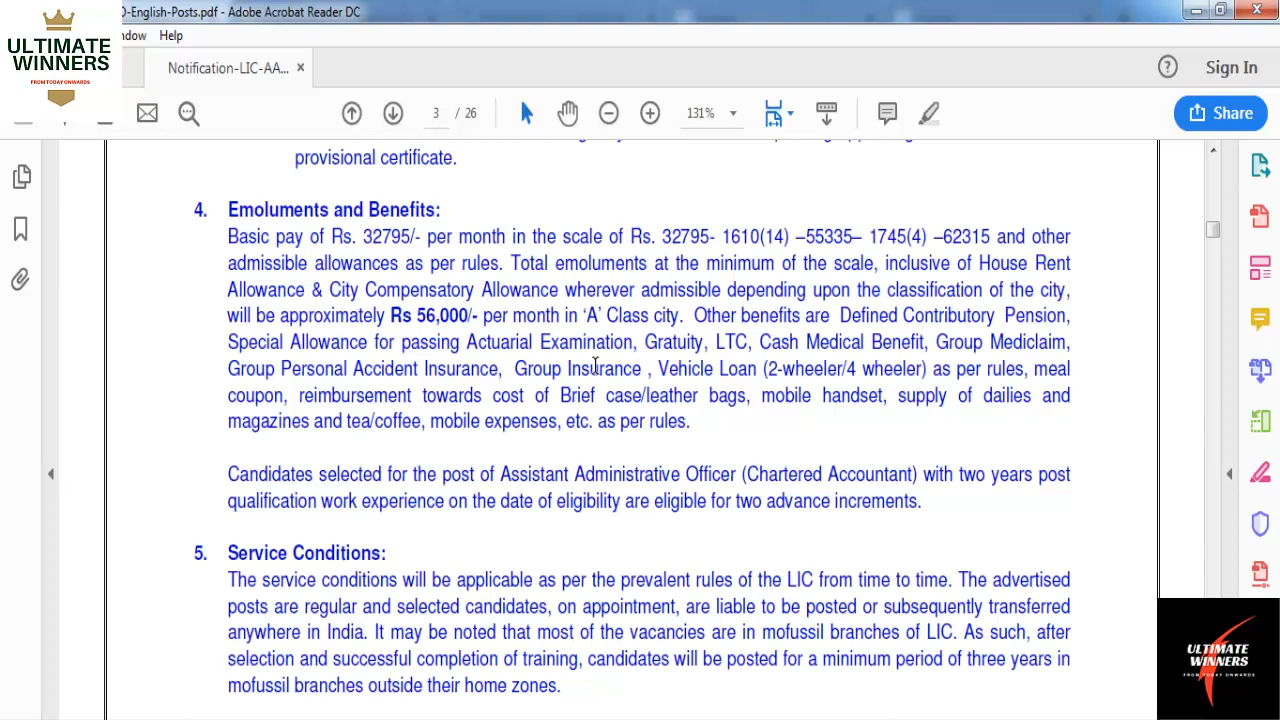 O-English-Posts.pdf - Adobe Acrobat Reader DC
ULTIMATE
WINNERS
FROM TODAY ONWARDS
ndow Help
Notification-LIC-AA... ×
? Sign In
3 / 26
131%
Share
provisional certificate.
4. Emoluments and Benefits:
Basic pay of Rs. 32795/- per month in the scale of Rs. 32795- 1610(14) –55335– 1745(4) –62315 and other
admissible allowances as per rules. Total emoluments at the minimum of the scale, inclusive of House Rent
Allowance & City Compensatory Allowance wherever admissible depending upon the classification of the city,
will be approximately Rs 56,000/- per month in ‘A’ Class city. Other benefits are Defined Contributory Pension,
Special Allowance for passing Actuarial Examination, Gratuity, LTC, Cash Medical Benefit, Group Mediclaim,
Group Personal Accident Insurance, Group Insurance , Vehicle Loan (2-wheeler/4 wheeler) as per rules, meal
coupon, reimbursement towards cost of Brief case/leather bags, mobile handset, supply of dailies and
magazines and tea/coffee, mobile expenses, etc. as per rules.
Candidates selected for the post of Assistant Administrative Officer (Chartered Accountant) with two years post
qualification work experience on the date of eligibility are eligible for two advance increments.
5. Service Conditions:
The service conditions will be applicable as per the prevalent rules of the LIC from time to time. The advertised
posts are regular and selected candidates, on appointment, are liable to be posted or subsequently transferred
anywhere in India. It may be noted that most of the vacancies are in mofussil branches of LIC. As such, after
selection and successful completion of training, candidates will be posted for a minimum period of three years in
mofussil branches outside their home zones.
ULTIMATE
WINNERS
FROM TODAY ONWARDS